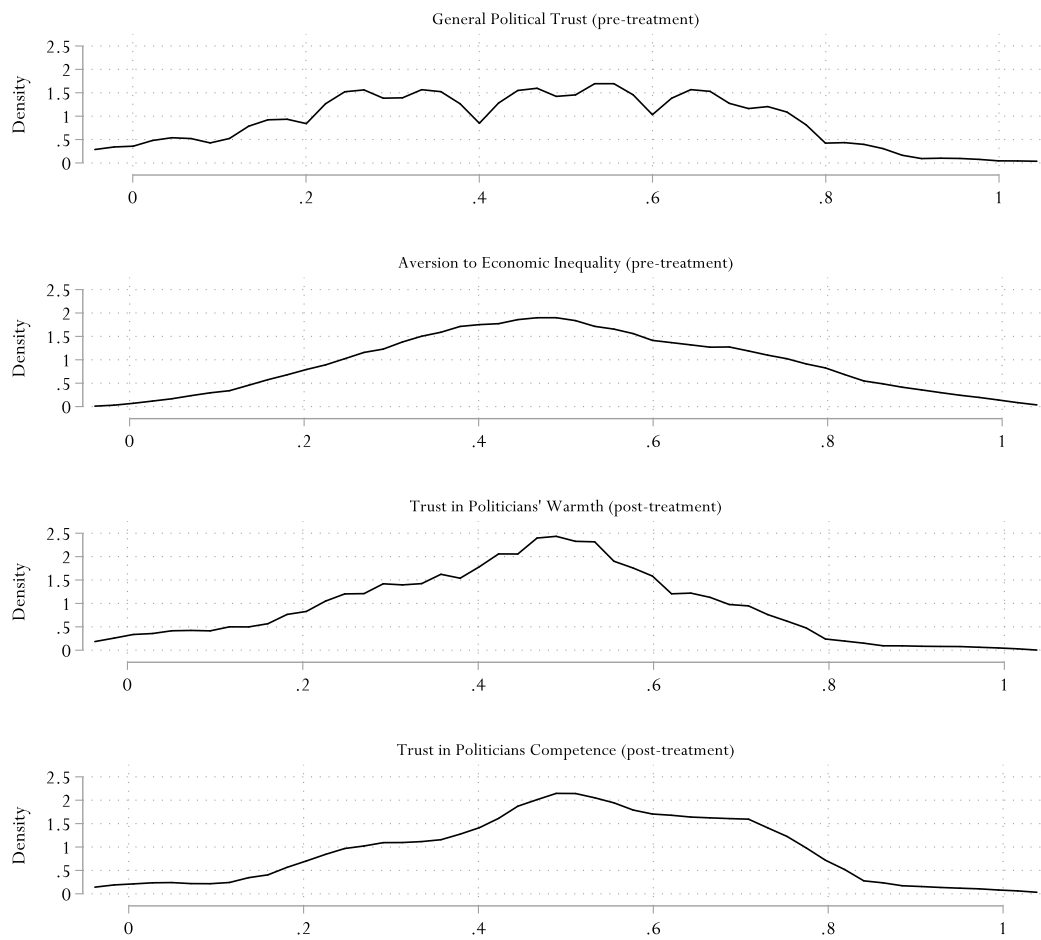 General Political Trust (pre-treatment)
2.5
2
1.5
1
.5
0
Density
0 .2 .4 .6 .8 1
Aversion to Economic Inequality (pre-treatment)
2.5
2
1.5
1
.5
0
Density
0 .2 .4 .6 .8 1
Trust in Politicians' Warmth (post-treatment)
2.5
2
1.5
1
.5
0
Density
0 .2 .4 .6 .8 1
Trust in Politicians Competence (post-treatment)
2.5
2
1.5
1
.5
0
Density
0 .2 .4 .6 .8 1